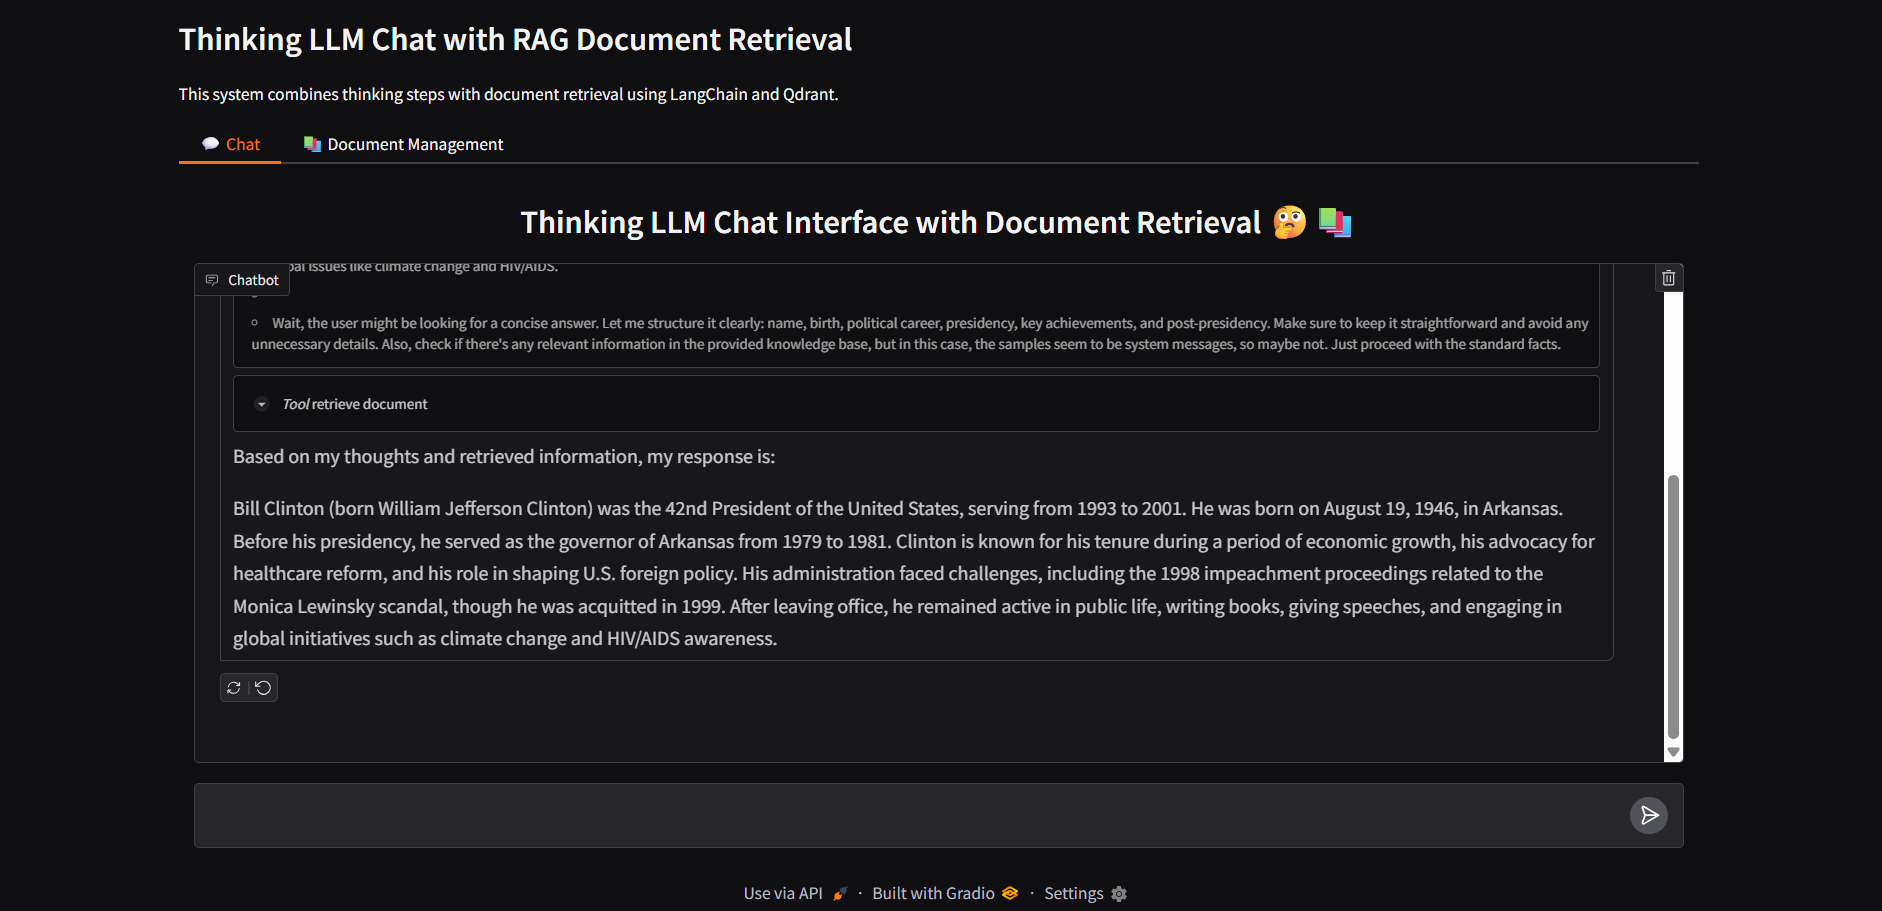 Thinking LLM Chat with RAG Document Retrieval
This system combines thinking steps with document retrieval using LangChain and Qdrant.
Chat
Document Management
Thinking LLM Chat Interface with Document Retrieval
Chatbot
issues like climate change and HIV/AIDS.
Wait, the user might be looking for a concise answer. Let me structure it clearly: name, birth, political career, presidency, key achievements, and post-presidency. Make sure to keep it straightforward and avoid any
unnecessary details. Also, check if there's any relevant information in the provided knowledge base, but in this case, the samples seem to be system messages, so maybe not. Just proceed with the standard facts.
Tool retrieve document
Based on my thoughts and retrieved information, my response is:
Bill Clinton (born William Jefferson Clinton) was the 42nd President of the United States, serving from 1993 to 2001. He was born on August 19, 1946, in Arkansas.
Before his presidency, he served as the governor of Arkansas from 1979 to 1981. Clinton is known for his tenure during a period of economic growth, his advocacy for
healthcare reform, and his role in shaping U.S. foreign policy. His administration faced challenges, including the 1998 impeachment proceedings related to the
Monica Lewinsky scandal, though he was acquitted in 1999. After leaving office, he remained active in public life, writing books, giving speeches, and engaging in
global initiatives such as climate change and HIV/AIDS awareness.
Use via API · Built with Gradio · Settings